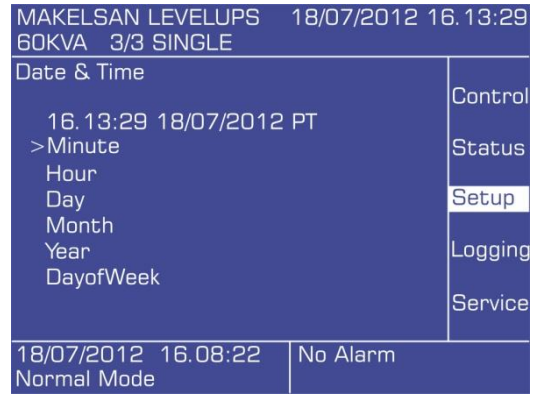 MAKELSAN LEVELUPS 18/07/2012 16.13:29
60KVA 3/3 SINGLE
Date & Time
16.13:29 18/07/2012 PT
>Minute
Hour
Day
Month
Year
DayofWeek
Control
Status
Setup
Logging
Service
18/07/2012 16.08:22
Normal Mode
No Alarm